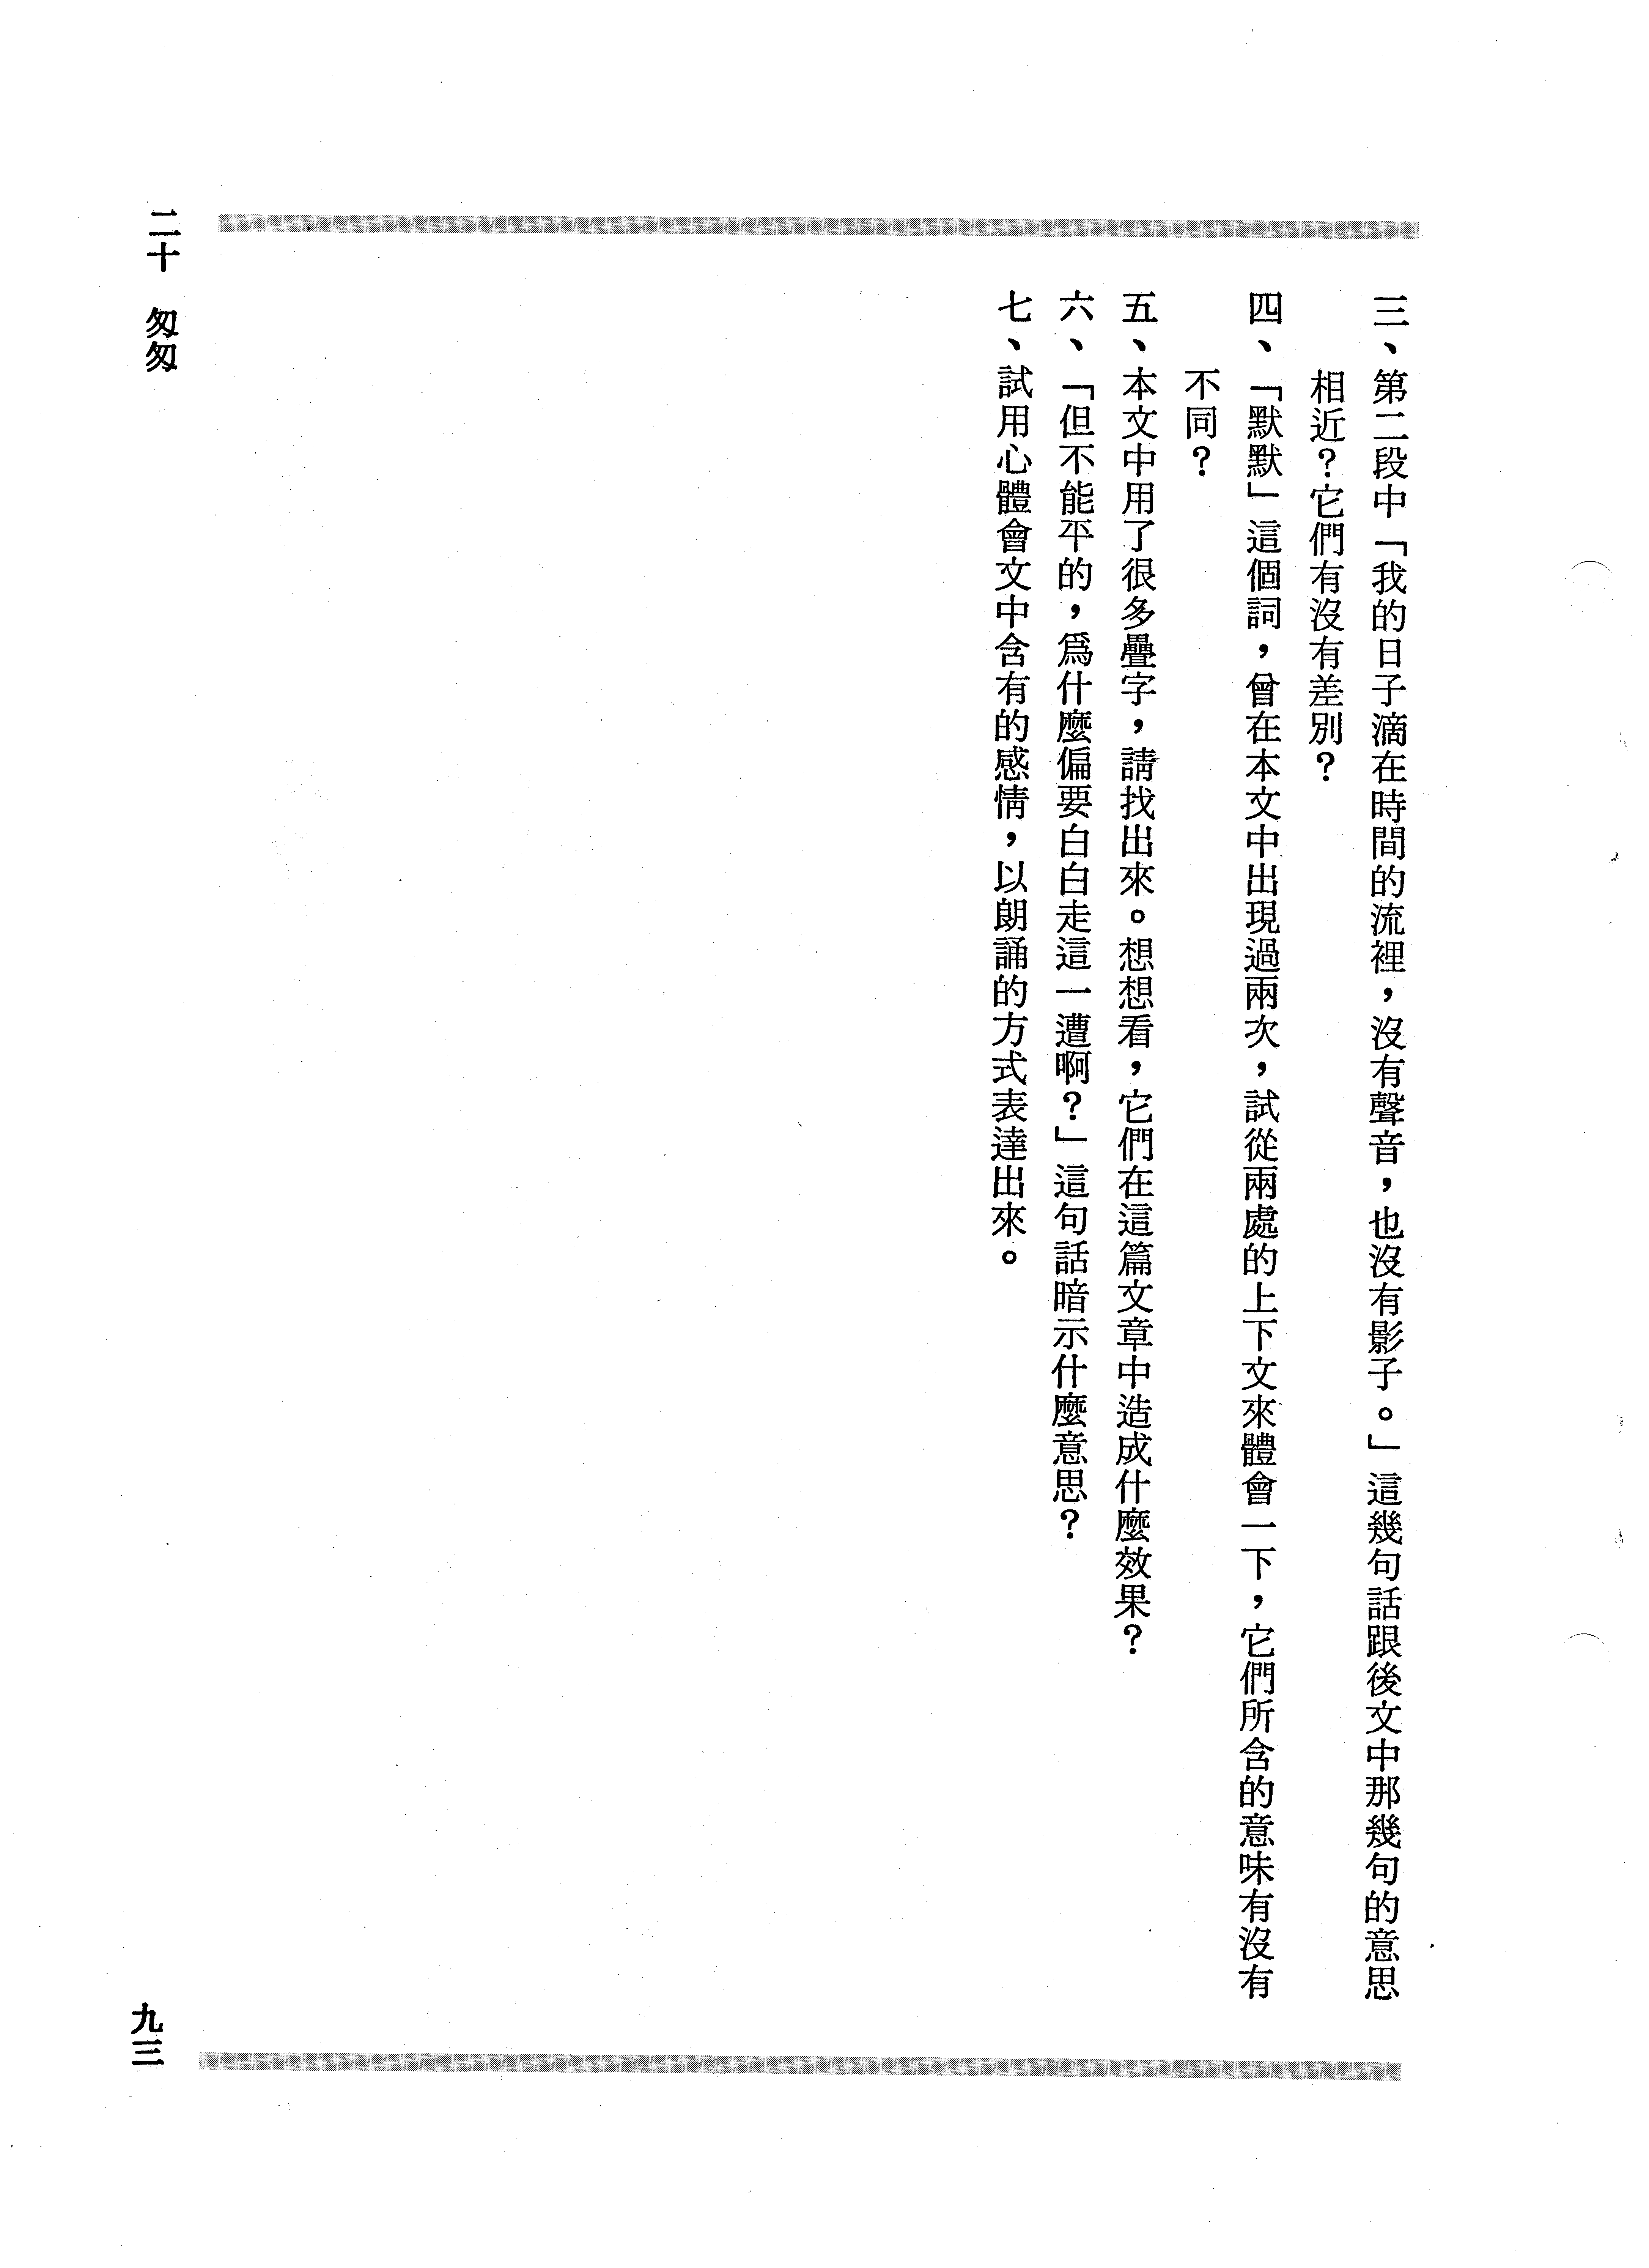 三、第二段中「我的日子滴在時間的流裡，沒有聲音，也沒有影子。」這幾句話跟後文中那幾句的意思
相近？它們有沒有差別？
四、「默默」這個詞，曾在本文中出現過兩次，試從兩處的上下文來體會一下，它們所含的意味有沒有
不同？
五、本文中用了很多疊字，請找出來。想想看，它們在這篇文章中造成什麼效果？
六、「但不能平的，爲什麼偏要白白走這一遭啊？」這句話暗示什麼意思？
七、試用心體會文中含有的感情，以朗誦的方式表達出來。
二十　匆匆
九三